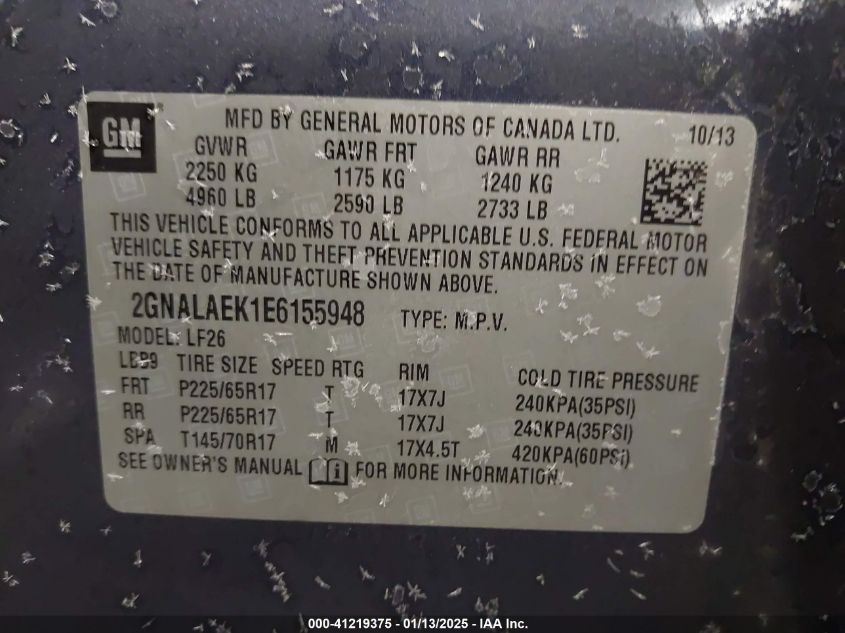 GM
MFD BY GENERAL MOTORS OF CANADA LTD. 10/13
GVWR GAWR FRT GAWR RR
2250 KG 1175 KG 1240 KG
4960 LB 2590 LB 2733 LB
THIS VEHICLE CONFORMS TO ALL APPLICABLE U.S. FEDERAL MOTOR
VEHICLE SAFETY AND THEFT PREVENTION STANDARDS IN EFFECT ON
THE DATE OF MANUFACTURE SHOWN ABOVE.
2GNALAEK1E6155948 TYPE: M.P.V.
MODEL: LF26
TIRE SIZE SPEED RTG RIM COLD TIRE PRESSURE
FRT P225/65R17 T 17X7J 240KPA(35PSI)
RR P225/65R17 T 17X7J 240KPA(35PSI)
SPA T145/70R17 M 17X4.5T 420KPA(60PSI)
SEE OWNER'S MANUAL FOR MORE INFORMATION.
000-41219375 - 01/13/2025 - IAA Inc.